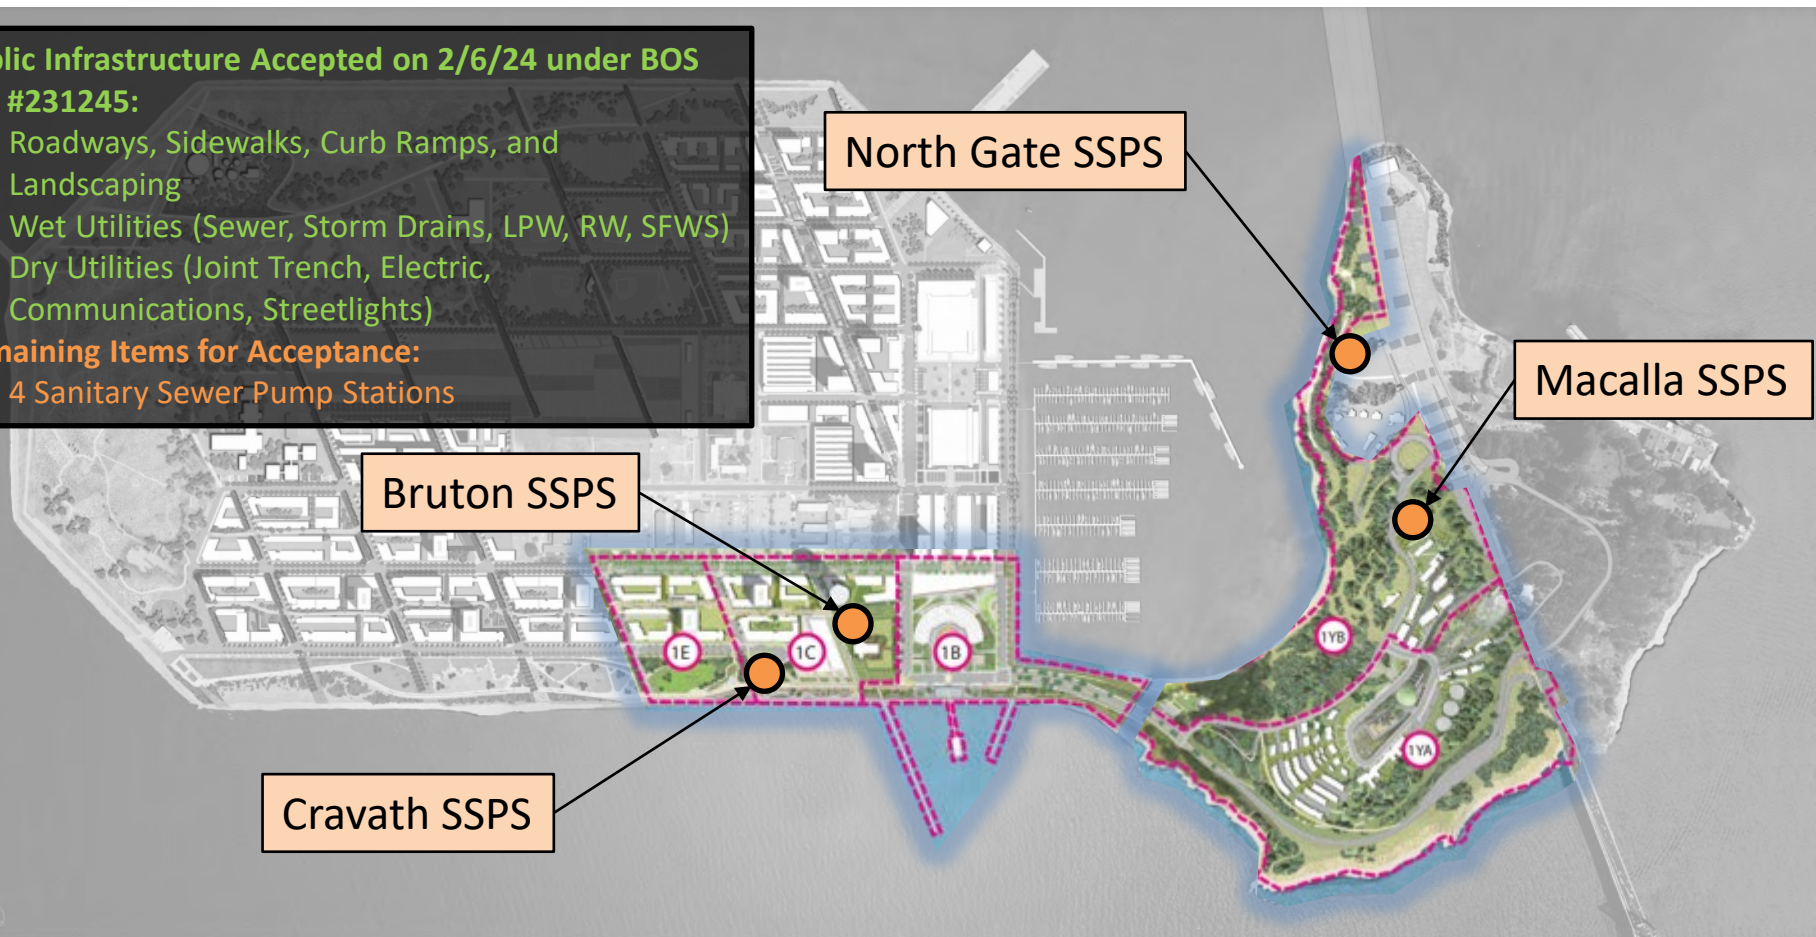 lic Infrastructure Accepted on 2/6/24 under BOS
#231245:
Roadways, Sidewalks, Curb Ramps, and
Landscaping
Wet Utilities (Sewer, Storm Drains, LPW, RW, SFWS)
Dry Utilities (Joint Trench, Electric,
Communications, Streetlights)
maining Items for Acceptance:
4 Sanitary Sewer Pump Stations
North Gate SSPS
Macalla SSPS
Bruton SSPS
Cravath SSPS
1E
1C
1B
1YB
1YA